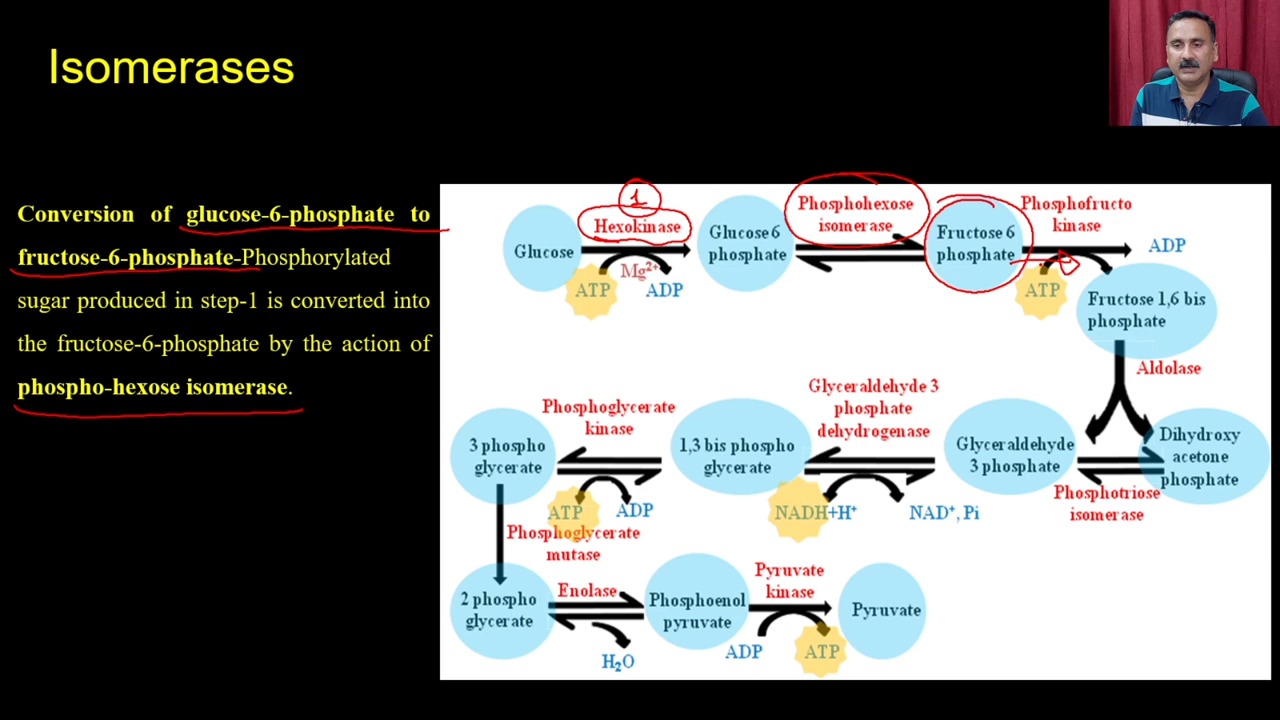 Isomerases
Conversion of glucose-6-phosphate to
fructose-6-phosphate-Phosphorylated
sugar produced in step-1 is converted into
the fructose-6-phosphate by the action of
phospho-hexose isomerase.
1
Glucose
Hexokinase
Mg²⁺
ATP
ADP
Glucose 6
phosphate
Phosphohexose
isomerase
Fructose 6
phosphate
Phosphofructo
kinase
ATP
ADP
Fructose 1,6 bis
phosphate
Aldolase
Dihydroxy
acetone
phosphate
Phosphotriose
isomerase
Glyceraldehyde
3 phosphate
Glyceraldehyde 3
phosphate
dehydrogenase
NADH+H⁺
NAD⁺, Pi
1,3 bis phospho
glycerate
Phosphoglycerate
kinase
ATP
ADP
3 phospho
glycerate
Phosphoglycerate
mutase
2 phospho
glycerate
Enolase
H₂O
Phosphoenol
pyruvate
Pyruvate
kinase
ADP
ATP
Pyruvate